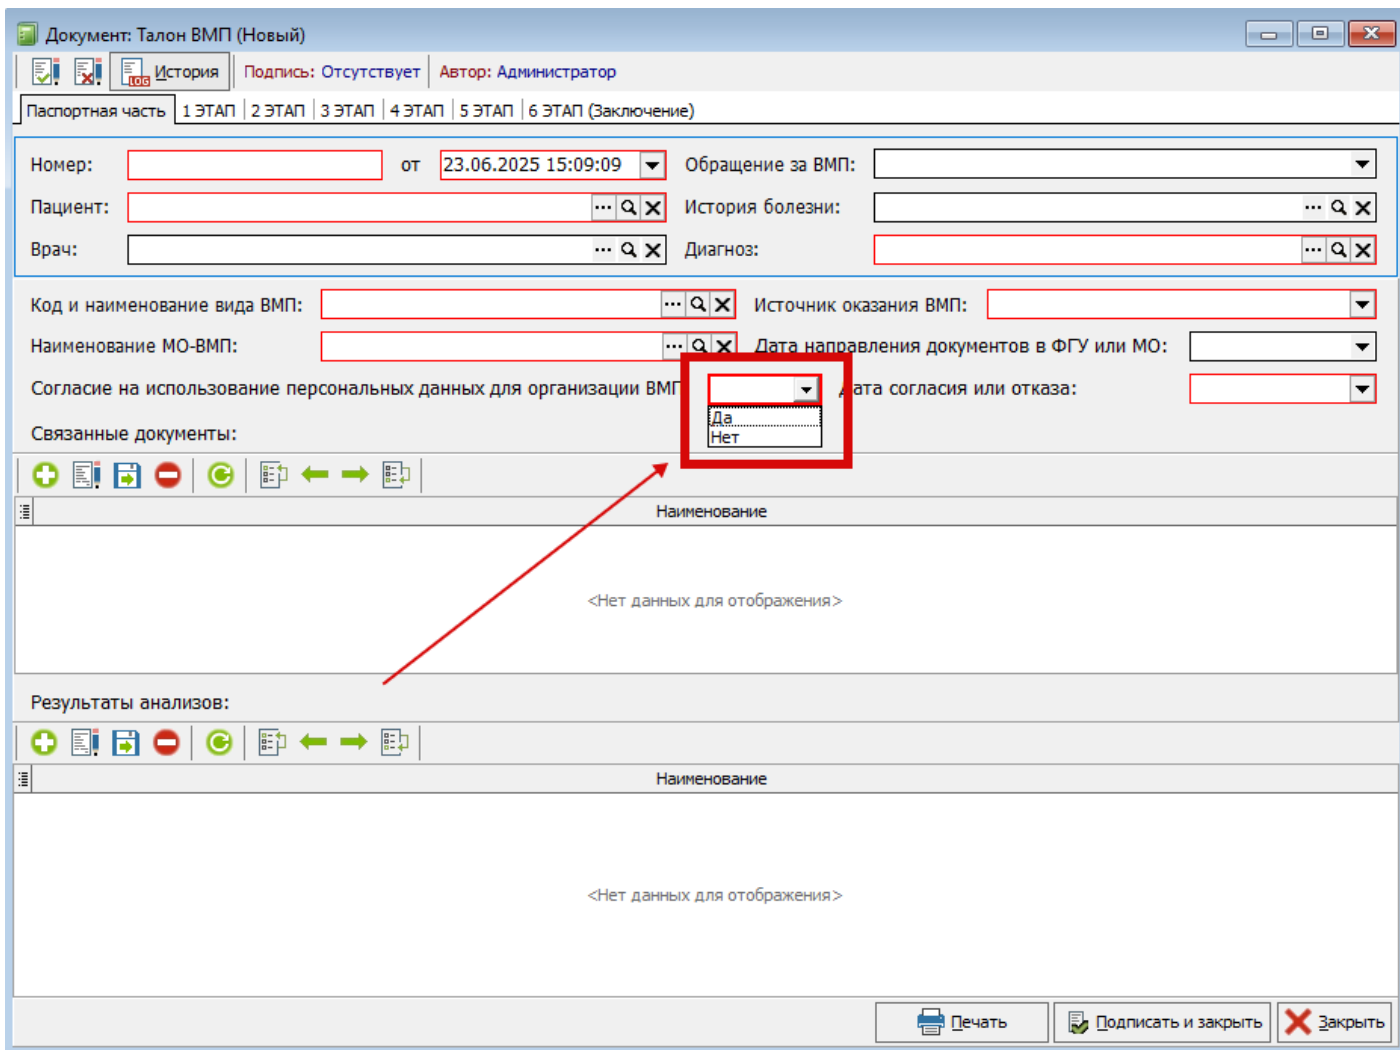 Документ: Талон ВМП (Новый)
LOG История Подпись: Отсутствует Автор: Администратор
Паспортная часть 1 ЭТАП 2 ЭТАП 3 ЭТАП 4 ЭТАП 5 ЭТАП 6 ЭТАП (Заключение)
Номер: от 23.06.2025 15:09:09 Обращение за ВМП:
Пациент: История болезни:
Врач: Диагноз:
Код и наименование вида ВМП: Источник оказания ВМП:
Наименование МО-ВМП: Дата направления документов в ФГУ или МО:
Согласие на использование персональных данных для организации ВМП Дата согласия или отказа:
Да
Нет
Связанные документы:
Наименование
<Нет данных для отображения>
Результаты анализов:
Наименование
<Нет данных для отображения>
Печать Подписать и закрыть Закрыть